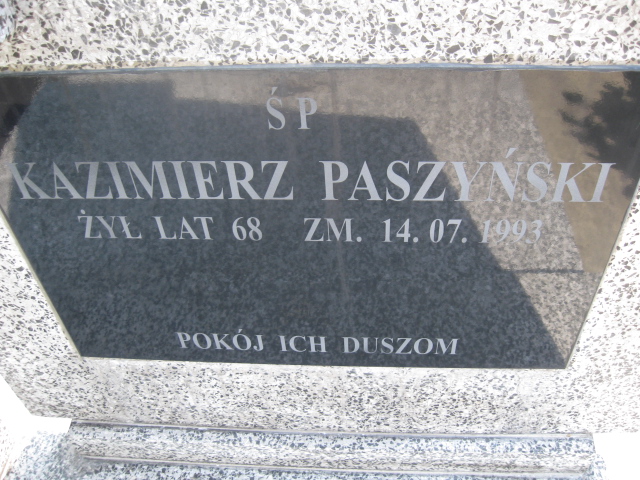 ŚP
KAZIMIERZ PASZYŃSKI
ŻYŁ LAT 68 ZM. 14.07.1993
POKÓJ ICH DUSZOM